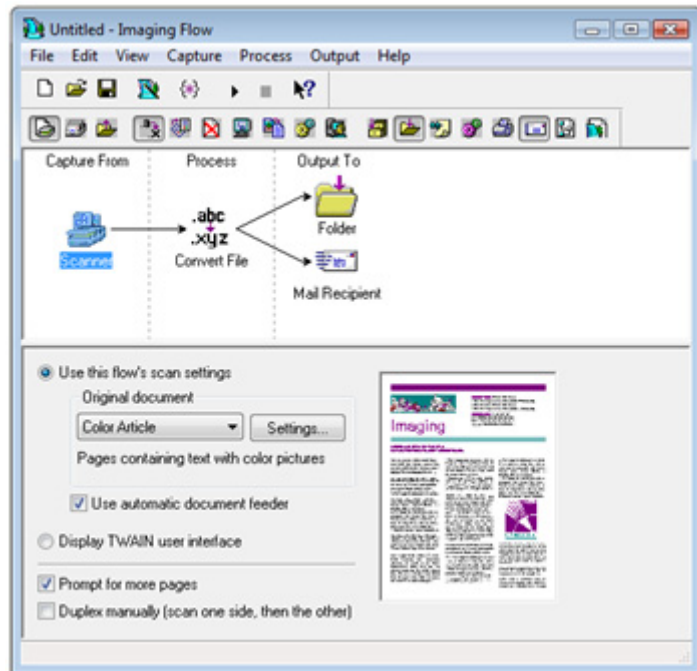 Untitled - Imaging Flow
File Edit View Capture Process Output Help
Capture From Process Output To
.abc
.xyz
Folder
Scanner Convert File
Mail Recipient
Use this flow's scan settings
Original document
Color Article Settings...
Pages containing text with color pictures
Use automatic document feeder
Display TWAIN user interface
Prompt for more pages
Duplex manually (scan one side, then the other)
Imaging